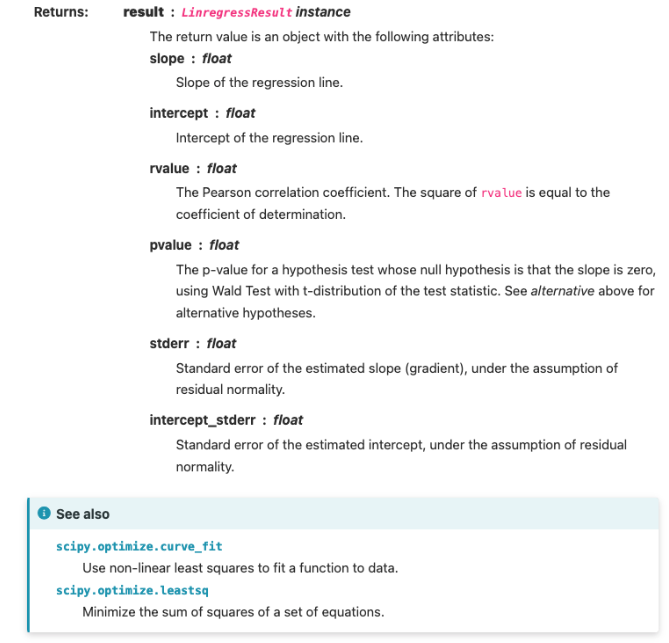 Returns: result : LinregressResult instance
The return value is an object with the following attributes:
slope : float
Slope of the regression line.
intercept : float
Intercept of the regression line.
rvalue : float
The Pearson correlation coefficient. The square of rvalue is equal to the
coefficient of determination.
pvalue : float
The p-value for a hypothesis test whose null hypothesis is that the slope is zero,
using Wald Test with t-distribution of the test statistic. See alternative above for
alternative hypotheses.
stderr : float
Standard error of the estimated slope (gradient), under the assumption of
residual normality.
intercept_stderr : float
Standard error of the estimated intercept, under the assumption of residual
normality.
See also
scipy.optimize.curve_fit
Use non-linear least squares to fit a function to data.
scipy.optimize.leastsq
Minimize the sum of squares of a set of equations.